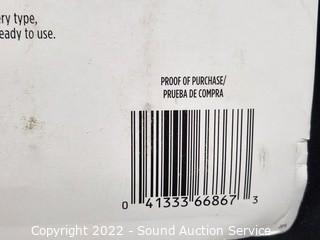 ery type,
eady to use.
PROOF OF PURCHASE/
PRUEBA DE COMPRA
0 41333 66867 3
Copyright 2022 - Sound Auction Service